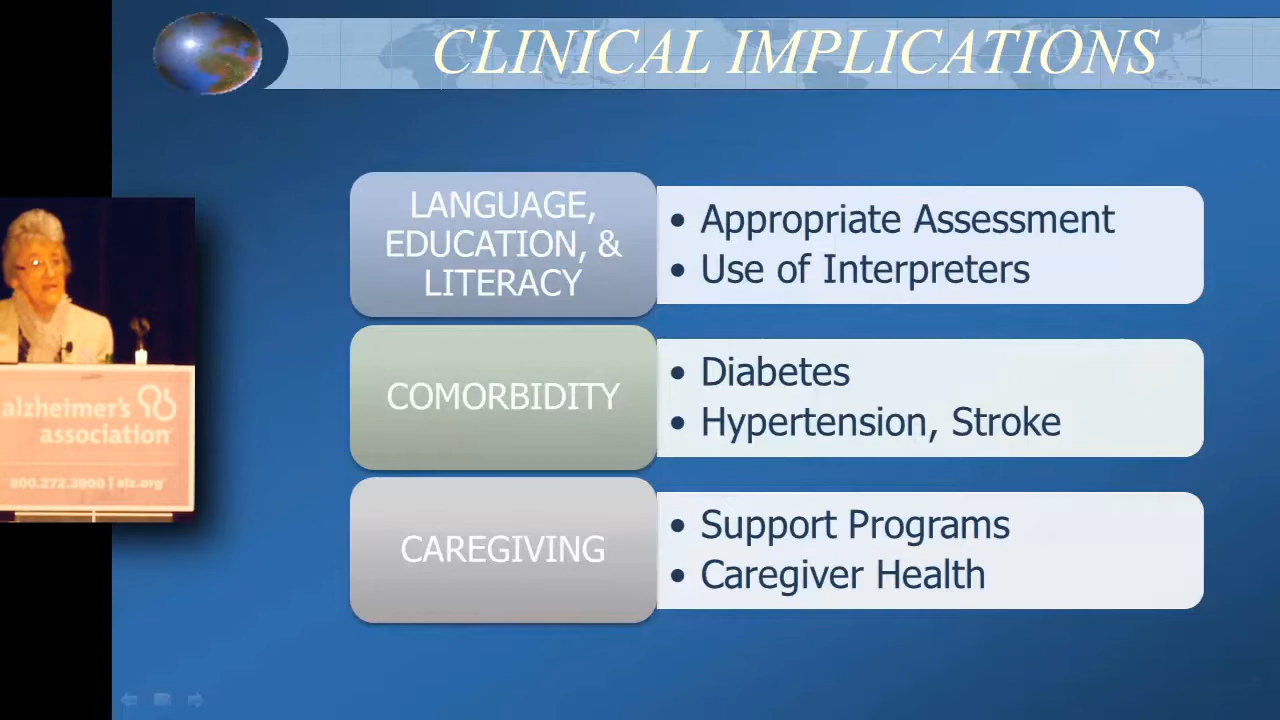 CLINICAL IMPLICATIONS
LANGUAGE,
EDUCATION, &
LITERACY
• Appropriate Assessment
• Use of Interpreters
COMORBIDITY
• Diabetes
• Hypertension, Stroke
CAREGIVING
• Support Programs
• Caregiver Health
alzheimer's
association
800.272.3900 | alz.org